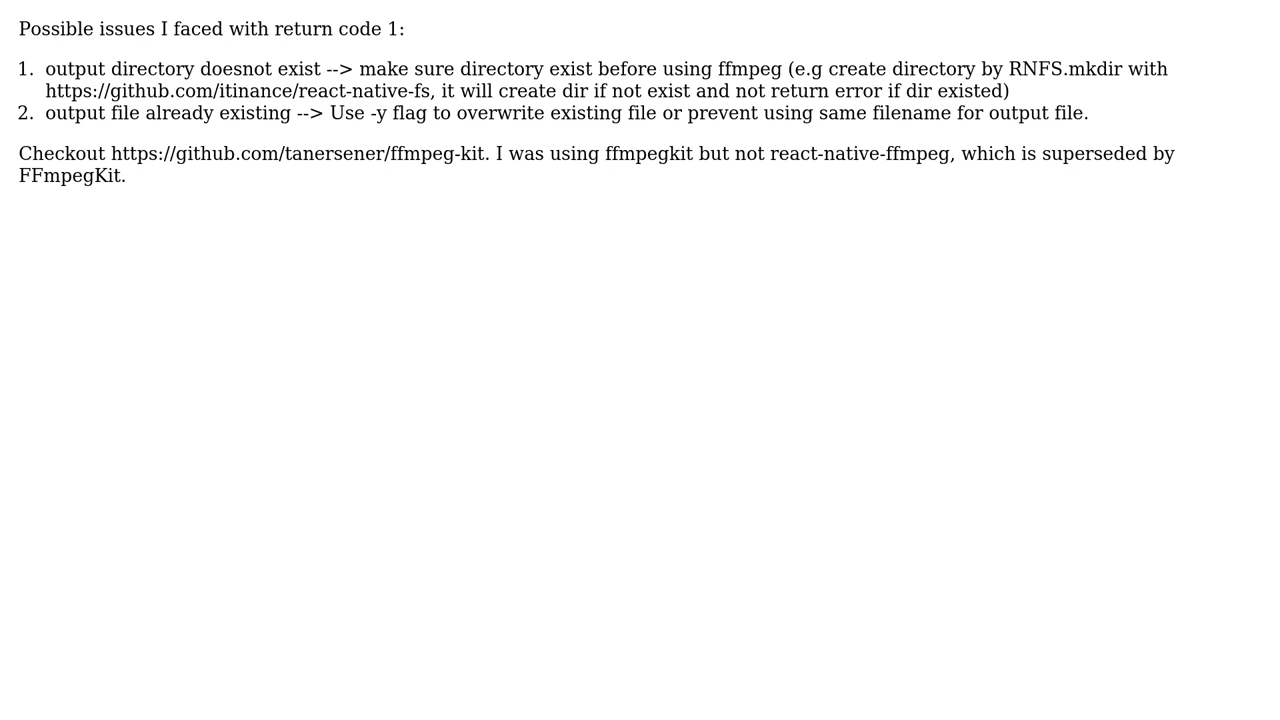 Possible issues I faced with return code 1:
1. output directory doesnot exist --> make sure directory exist before using ffmpeg (e.g create directory by RNFS.mkdir with
https://github.com/itinance/react-native-fs, it will create dir if not exist and not return error if dir existed)
2. output file already existing --> Use -y flag to overwrite existing file or prevent using same filename for output file.
Checkout https://github.com/tanersener/ffmpeg-kit. I was using ffmpegkit but not react-native-ffmpeg, which is superseded by
FFmpegKit.